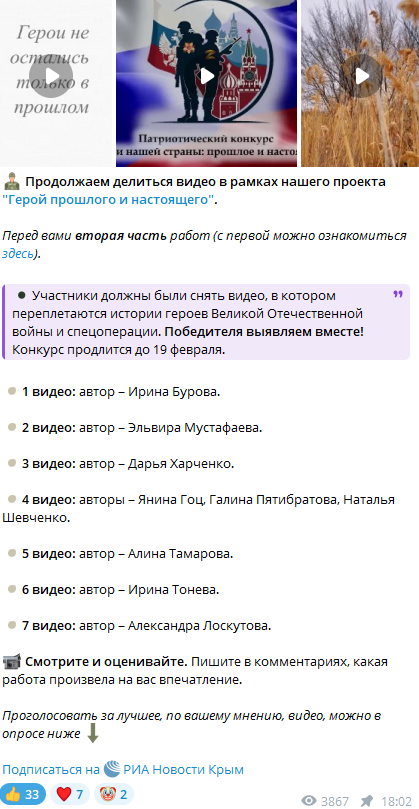 Герои не
остались
только в
прошлом
Патриотический конкурс
и нашей страны: прошлое и насто
Продолжаем делиться видео в рамках нашего проекта
"Герой прошлого и настоящего".
Перед вами вторая часть работ (с первой можно ознакомиться
здесь).
● Участники должны были снять видео, в котором
переплетаются истории героев Великой Отечественной
войны и спецоперации. Победителя выявляем вместе!
Конкурс продлится до 19 февраля.
1 видео: автор – Ирина Бурова.
2 видео: автор – Эльвира Мустафаева.
3 видео: автор – Дарья Харченко.
4 видео: авторы – Янина Гоц, Галина Пятибратова, Наталья
Шевченко.
5 видео: автор – Алина Тамарова.
6 видео: автор – Ирина Тонева.
7 видео: автор – Александра Лоскутова.
Смотрите и оценивайте. Пишите в комментариях, какая
работа произвела на вас впечатление.
Проголосовать за лучшее, по вашему мнению, видео, можно в
опросе ниже
Подписаться на РИА Новости Крым
33 7 2
3867 18:02